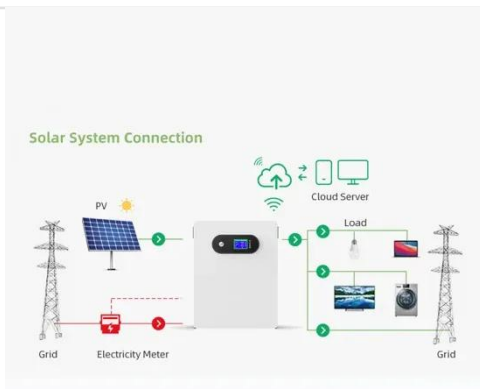 Solar System Connection
Cloud Server
PV
Load
Grid
Electricity Meter
Grid